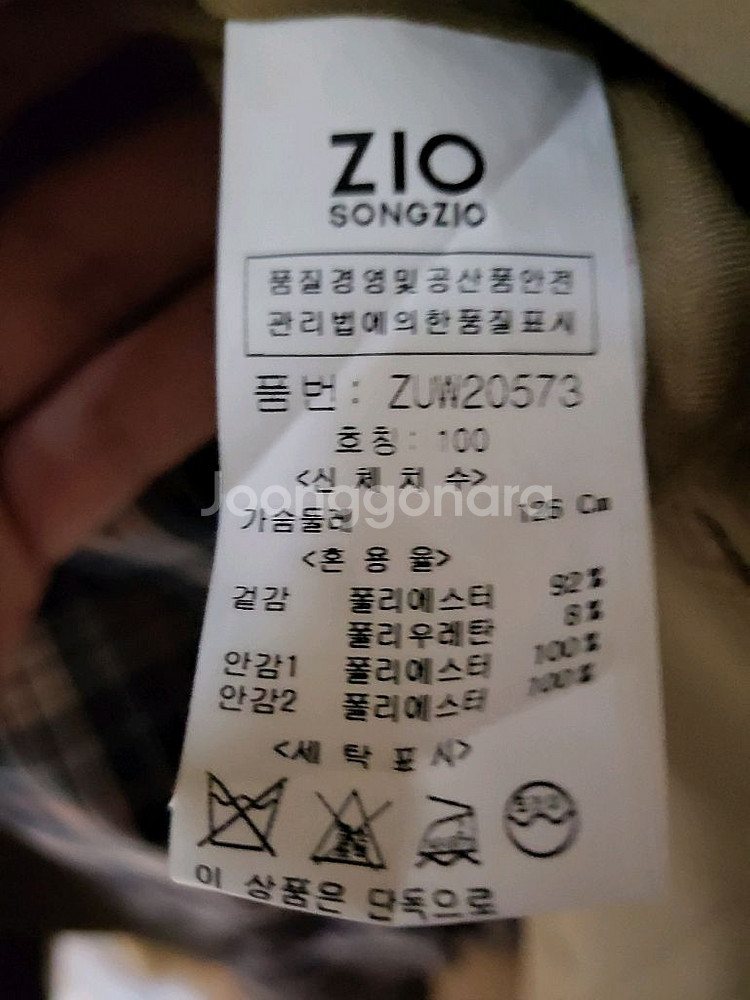 ZIO
SONGZIO
품질경영및공산품안전
관리법에의한품질표시
품번: ZUW20573
호칭: 100
<신체치수>
Joonggonara
가슴둘레 126 Cm
<혼용율>
겉감 폴리에스터 92%
폴리우레탄 8%
안감1 폴리에스터 100%
안감2 폴리에스터 100%
<세탁표시>
이 상품은 단독으로